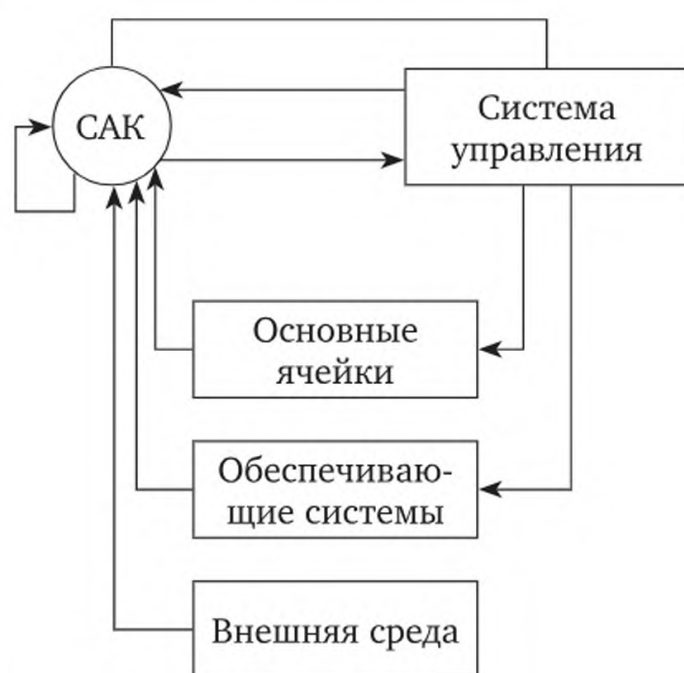 САК
Система
управления
Основные
ячейки
Обеспечиваю-
щие системы
Внешняя среда